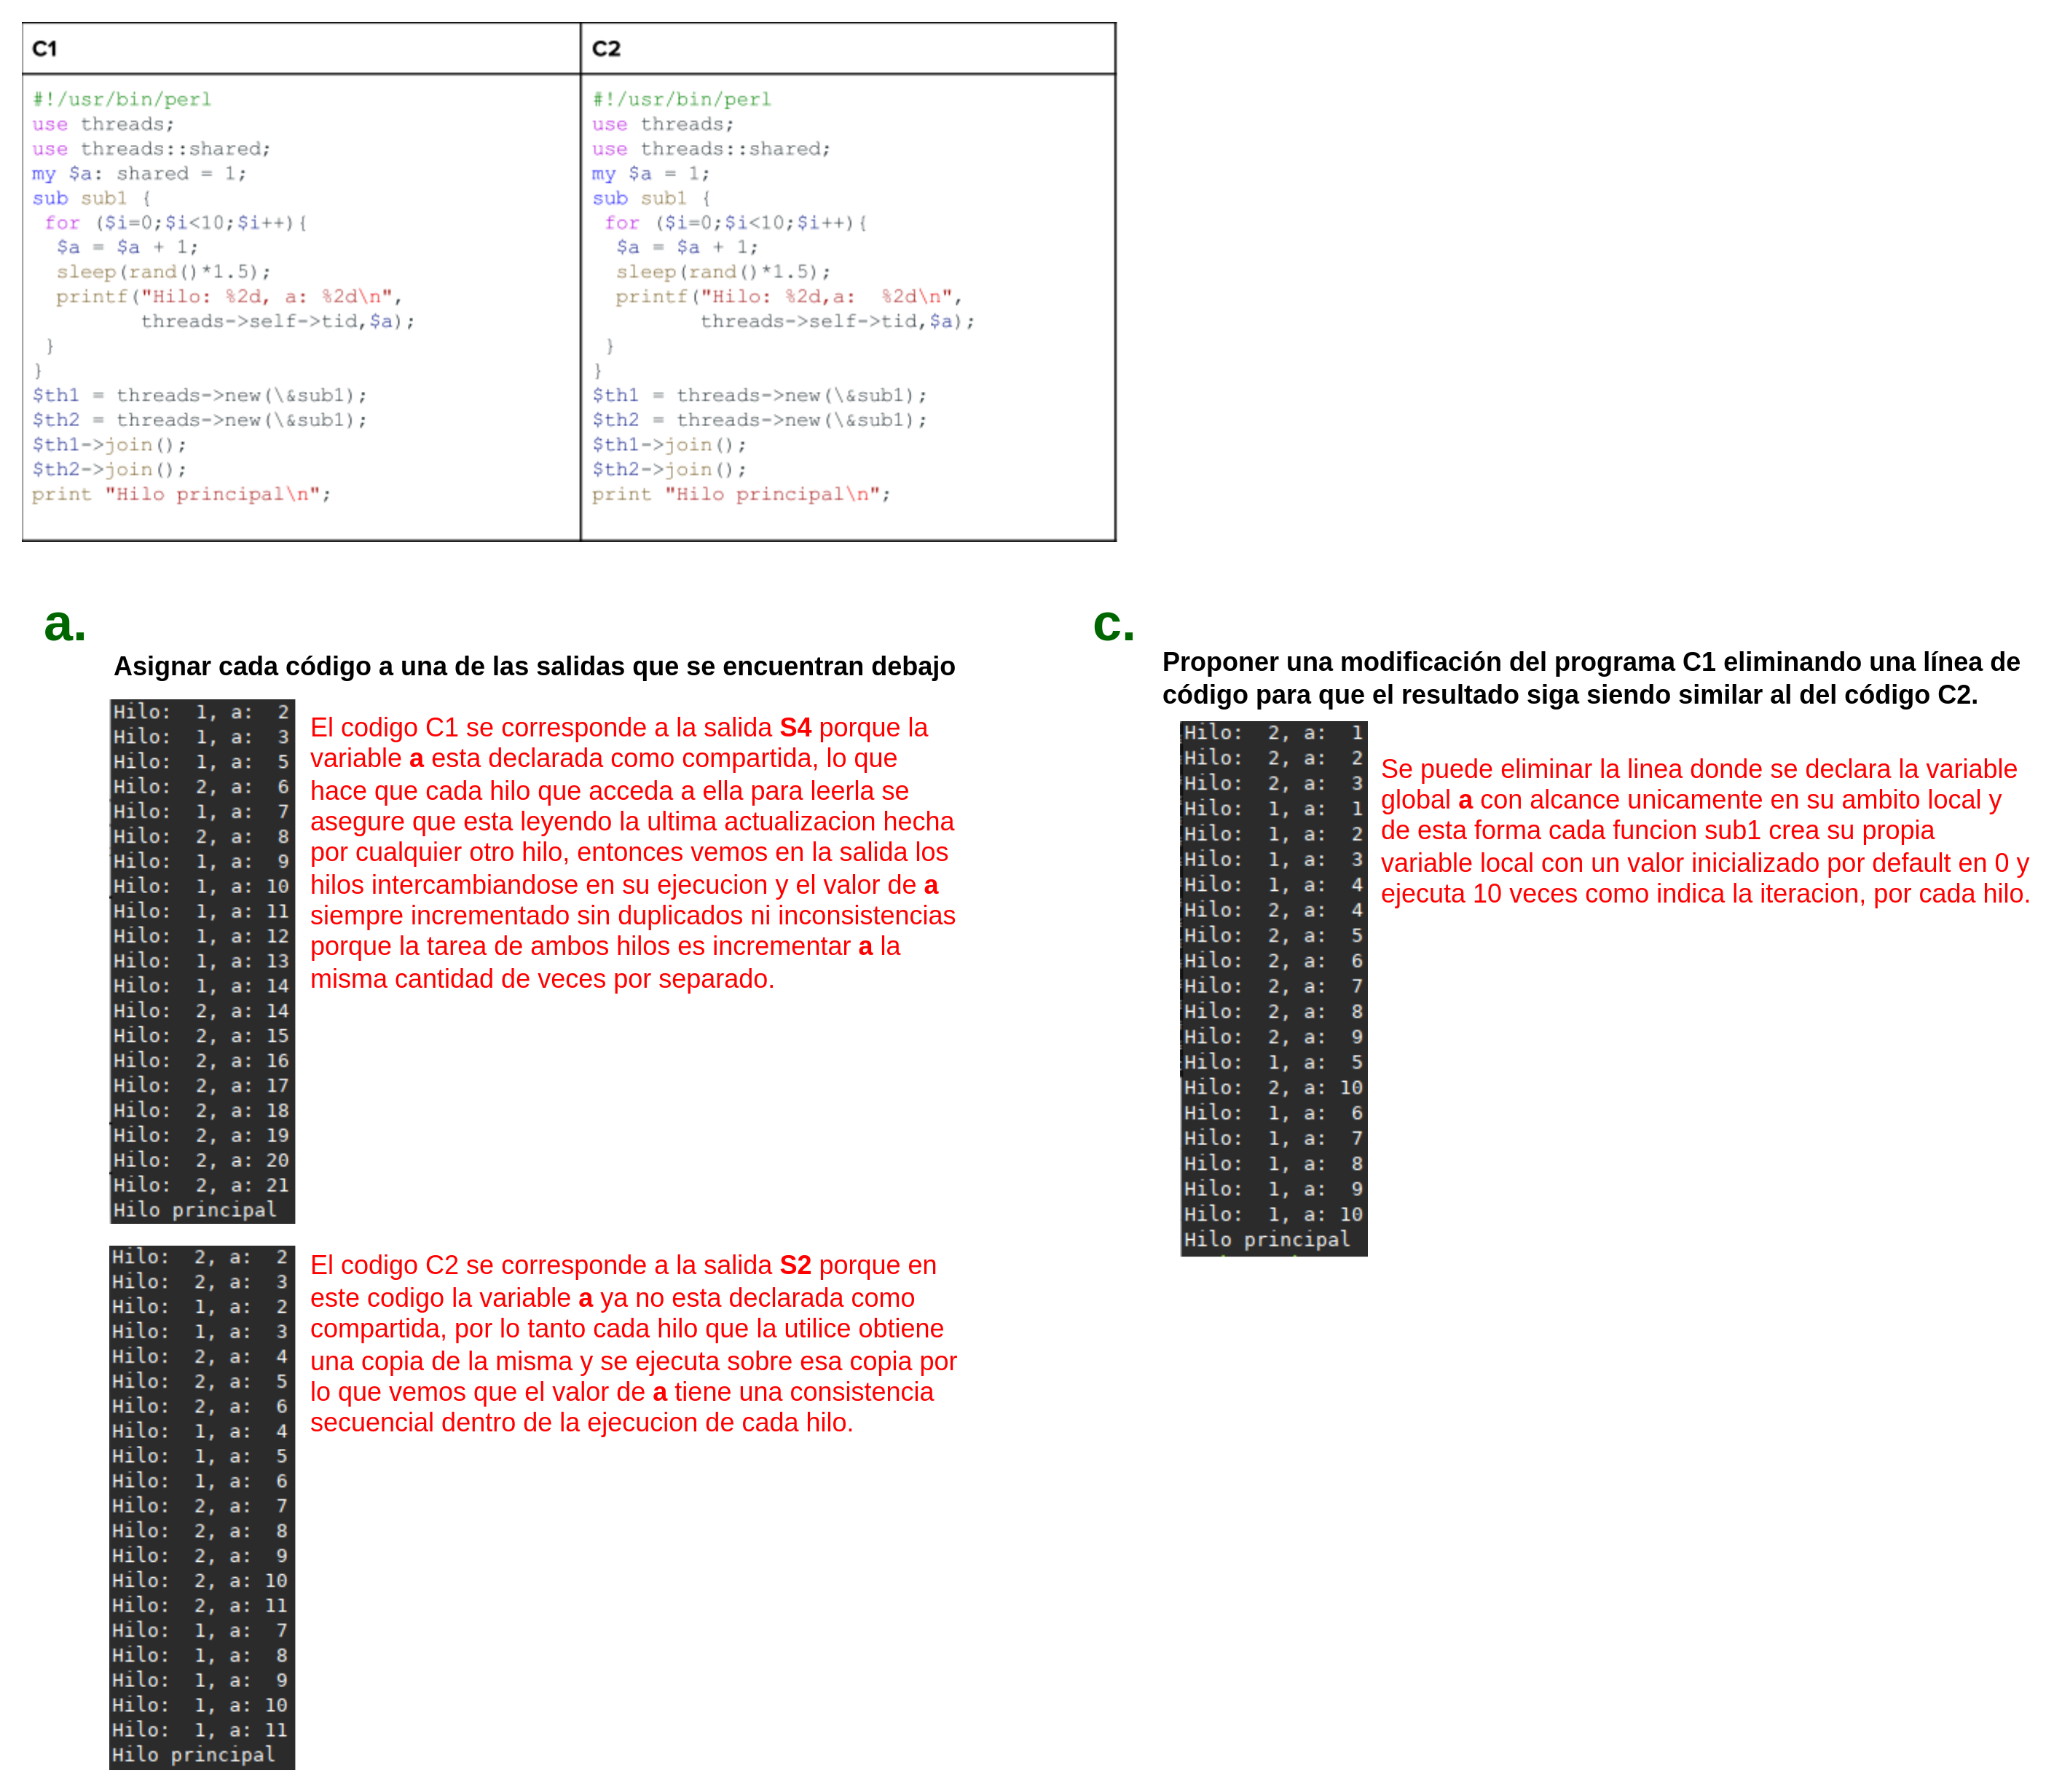 C1
#!/usr/bin/perl
use threads;
use threads::shared;
my $a: shared = 1;
sub sub1 {
 for ($i=0;$i<10;$i++){
  $a = $a + 1;
  sleep(rand()*1.5);
  printf("Hilo: %2d, a: %2d\n",
         threads->self->tid,$a);
 }
}
$th1 = threads->new(\&sub1);
$th2 = threads->new(\&sub1);
$th1->join();
$th2->join();
print "Hilo principal\n";
C2
#!/usr/bin/perl
use threads;
use threads::shared;
my $a = 1;
sub sub1 {
 for ($i=0;$i<10;$i++){
  $a = $a + 1;
  sleep(rand()*1.5);
  printf("Hilo: %2d,a:  %2d\n",
         threads->self->tid,$a);
 }
}
$th1 = threads->new(\&sub1);
$th2 = threads->new(\&sub1);
$th1->join();
$th2->join();
print "Hilo principal\n";
a.
Asignar cada código a una de las salidas que se encuentran debajo
Hilo:  1, a:  2
Hilo:  1, a:  3
Hilo:  1, a:  5
Hilo:  2, a:  6
Hilo:  1, a:  7
Hilo:  2, a:  8
Hilo:  1, a:  9
Hilo:  1, a: 10
Hilo:  1, a: 11
Hilo:  1, a: 12
Hilo:  1, a: 13
Hilo:  1, a: 14
Hilo:  2, a: 14
Hilo:  2, a: 15
Hilo:  2, a: 16
Hilo:  2, a: 17
Hilo:  2, a: 18
Hilo:  2, a: 19
Hilo:  2, a: 20
Hilo:  2, a: 21
Hilo principal
El codigo C1 se corresponde a la salida S4 porque la
variable a esta declarada como compartida, lo que
hace que cada hilo que acceda a ella para leerla se
asegure que esta leyendo la ultima actualizacion hecha
por cualquier otro hilo, entonces vemos en la salida los
hilos intercambiandose en su ejecucion y el valor de a
siempre incrementado sin duplicados ni inconsistencias
porque la tarea de ambos hilos es incrementar a la
misma cantidad de veces por separado.
Hilo:  2, a:  2
Hilo:  2, a:  3
Hilo:  1, a:  2
Hilo:  1, a:  3
Hilo:  2, a:  4
Hilo:  2, a:  5
Hilo:  2, a:  6
Hilo:  1, a:  4
Hilo:  1, a:  5
Hilo:  1, a:  6
Hilo:  2, a:  7
Hilo:  2, a:  8
Hilo:  2, a:  9
Hilo:  2, a: 10
Hilo:  2, a: 11
Hilo:  1, a:  7
Hilo:  1, a:  8
Hilo:  1, a:  9
Hilo:  1, a: 10
Hilo:  1, a: 11
Hilo principal
El codigo C2 se corresponde a la salida S2 porque en
este codigo la variable a ya no esta declarada como
compartida, por lo tanto cada hilo que la utilice obtiene
una copia de la misma y se ejecuta sobre esa copia por
lo que vemos que el valor de a tiene una consistencia
secuencial dentro de la ejecucion de cada hilo.
c.
Proponer una modificación del programa C1 eliminando una línea de
código para que el resultado siga siendo similar al del código C2.
Hilo:  2, a:  1
Hilo:  2, a:  2
Hilo:  2, a:  3
Hilo:  1, a:  1
Hilo:  1, a:  2
Hilo:  1, a:  3
Hilo:  1, a:  4
Hilo:  2, a:  4
Hilo:  2, a:  5
Hilo:  2, a:  6
Hilo:  2, a:  7
Hilo:  2, a:  8
Hilo:  2, a:  9
Hilo:  1, a:  5
Hilo:  2, a: 10
Hilo:  1, a:  6
Hilo:  1, a:  7
Hilo:  1, a:  8
Hilo:  1, a:  9
Hilo:  1, a: 10
Hilo principal
Se puede eliminar la linea donde se declara la variable
global a con alcance unicamente en su ambito local y
de esta forma cada funcion sub1 crea su propia
variable local con un valor inicializado por default en 0 y
ejecuta 10 veces como indica la iteracion, por cada hilo.